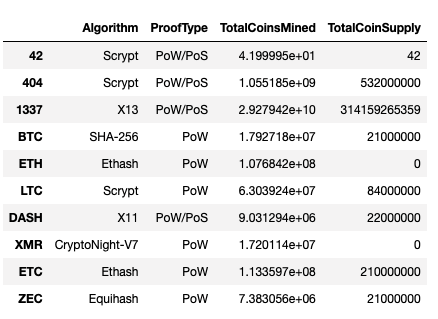 Algorithm ProofType TotalCoinsMined TotalCoinSupply
42 Scrypt PoW/PoS 4.199995e+01 42
404 Scrypt PoW/PoS 1.055185e+09 532000000
1337 X13 PoW/PoS 2.927942e+10 314159265359
BTC SHA-256 PoW 1.792718e+07 21000000
ETH Ethash PoW 1.076842e+08 0
LTC Scrypt PoW 6.303924e+07 84000000
DASH X11 PoW/PoS 9.031294e+06 22000000
XMR CryptoNight-V7 PoW 1.720114e+07 0
ETC Ethash PoW 1.133597e+08 210000000
ZEC Equihash PoW 7.383056e+06 21000000